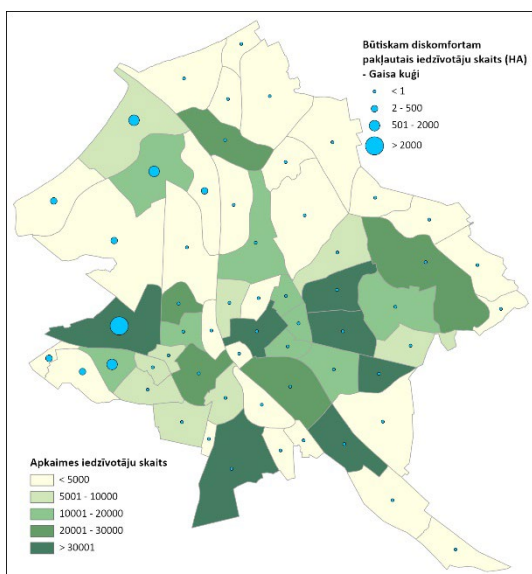 Būtiskam diskomfortam
pakļautais iedzīvotāju skaits (HA)
- Gaisa kuģi
< 1
2 - 500
501 - 2000
> 2000
Apkaimes iedzīvotāju skaits
< 5000
5001 - 10000
10001 - 20000
20001 - 30000
> 30001